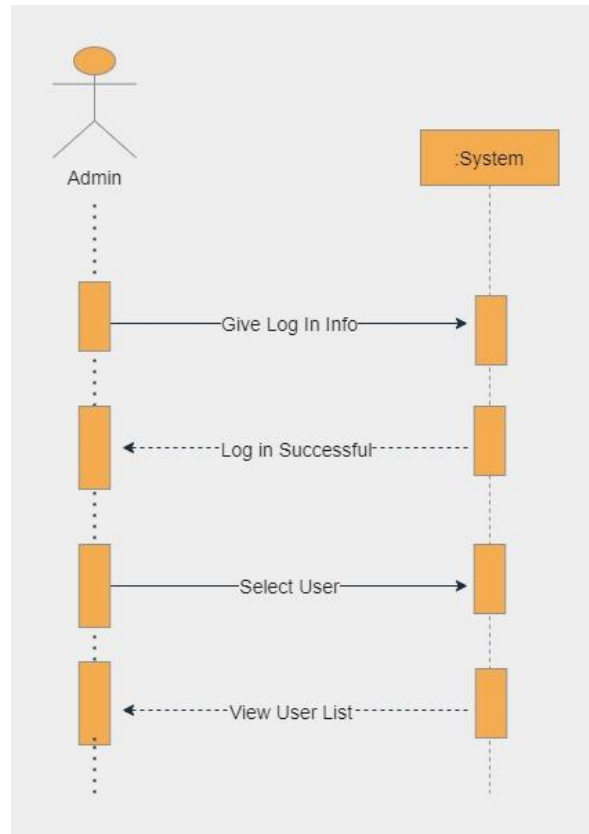 Admin
:System
Give Log In Info
Log in Successful
Select User
View User List